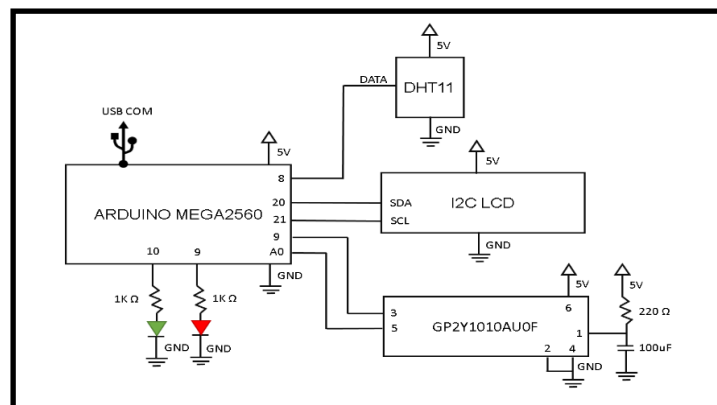 5V
DATA
DHT11
USB COM
GND
5V
5V
8
ARDUINO MEGA2560
20
SDA
I2C LCD
21
SCL
9
10
9
A0
GND
GND
5V
5V
1K Ω
1K Ω
3
6
220 Ω
5
GP2Y1010AU0F
1
GND
GND
2
4
GND
100uF